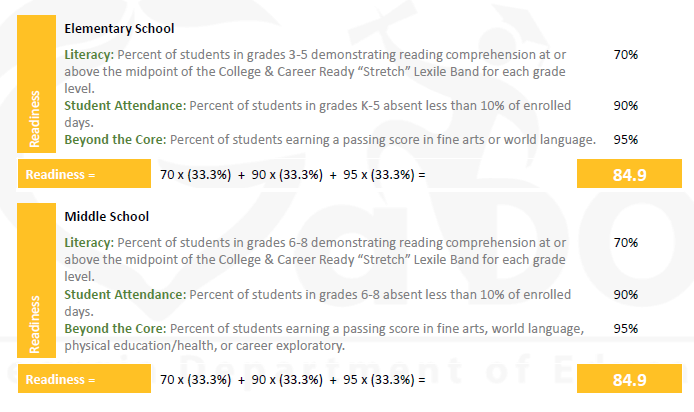 Elementary School
Readiness
Literacy: Percent of students in grades 3-5 demonstrating reading comprehension at or 70%
above the midpoint of the College & Career Ready “Stretch” Lexile Band for each grade
level.
Student Attendance: Percent of students in grades K-5 absent less than 10% of enrolled 90%
days.
Beyond the Core: Percent of students earning a passing score in fine arts or world language. 95%
Readiness = 70 x (33.3%) + 90 x (33.3%) + 95 x (33.3%) = 84.9
Middle School
Readiness
Literacy: Percent of students in grades 6-8 demonstrating reading comprehension at or 70%
above the midpoint of the College & Career Ready “Stretch” Lexile Band for each grade
level.
Student Attendance: Percent of students in grades 6-8 absent less than 10% of enrolled 90%
days.
Beyond the Core: Percent of students earning a passing score in fine arts, world language, 95%
physical education/health, or career exploratory.
Readiness = 70 x (33.3%) + 90 x (33.3%) + 95 x (33.3%) = 84.9